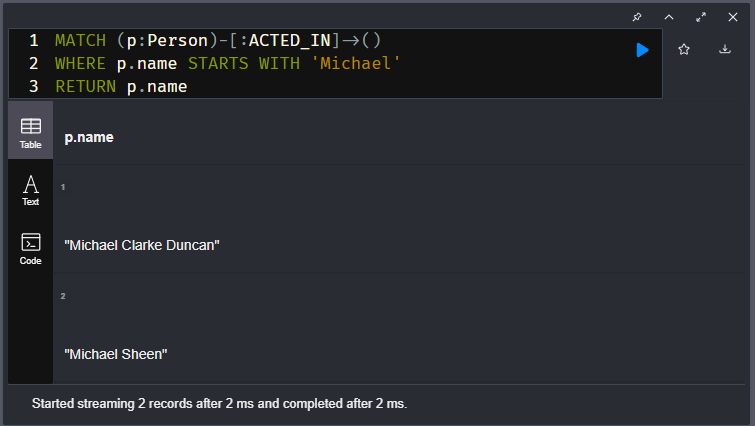 1 MATCH (p:Person)-[:ACTED_IN]->()
2 WHERE p.name STARTS WITH 'Michael'
3 RETURN p.name
Table
p.name
1
Text
"Michael Clarke Duncan"
Code
2
"Michael Sheen"
Started streaming 2 records after 2 ms and completed after 2 ms.